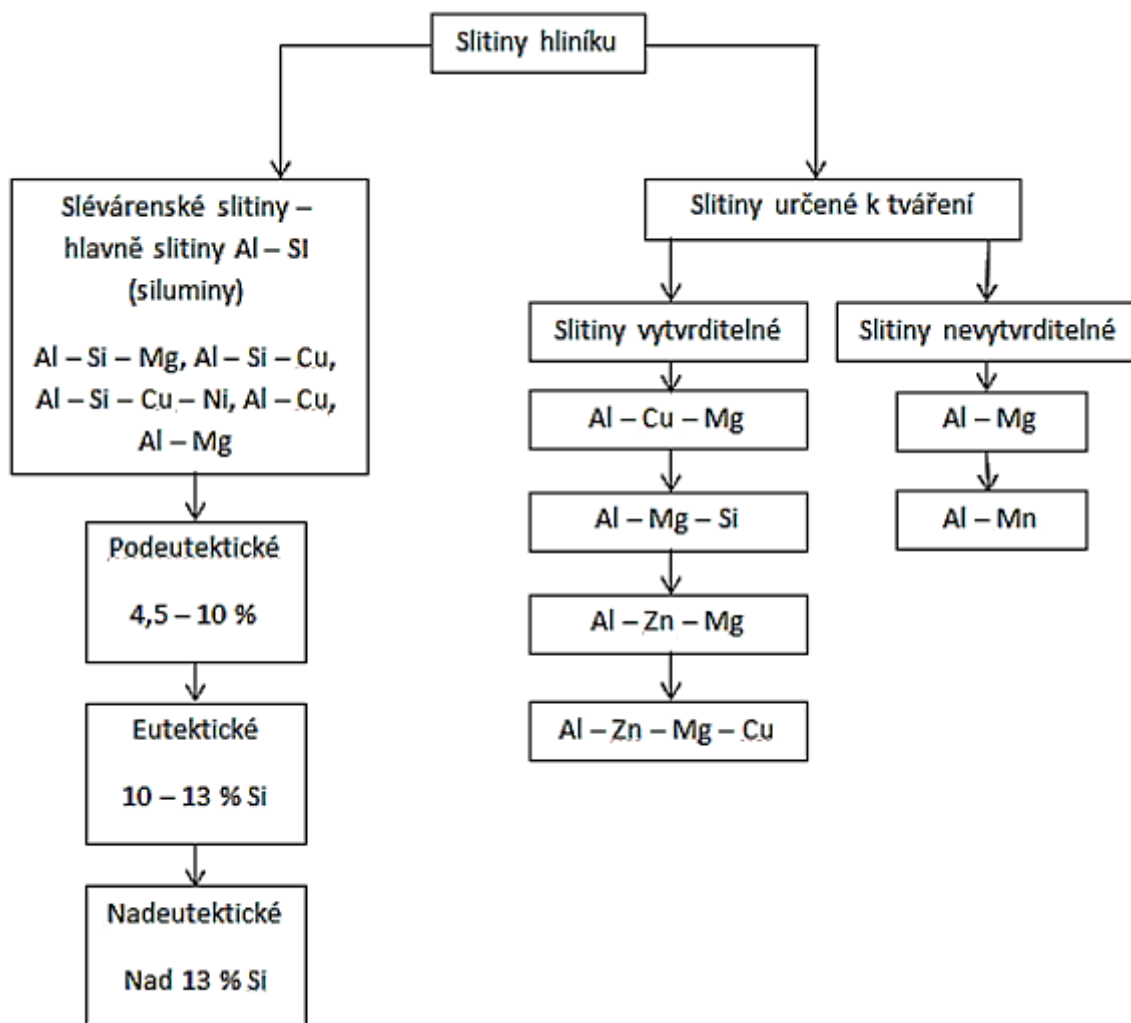 Slitiny hliníku
Slévárenské slitiny –
hlavně slitiny Al – SI
(siluminy)
Al – Si – Mg, Al – Si – Cu,
Al – Si – Cu – Ni, Al – Cu,
Al – Mg
Podeutektické
4,5 – 10 %
Eutektické
10 – 13 % Si
Nadeutektické
Nad 13 % Si
Slitiny určené k tváření
Slitiny vytvrditelné
Al – Cu – Mg
Al – Mg – Si
Al – Zn – Mg
Al – Zn – Mg – Cu
Slitiny nevytvrditelné
Al – Mg
Al – Mn